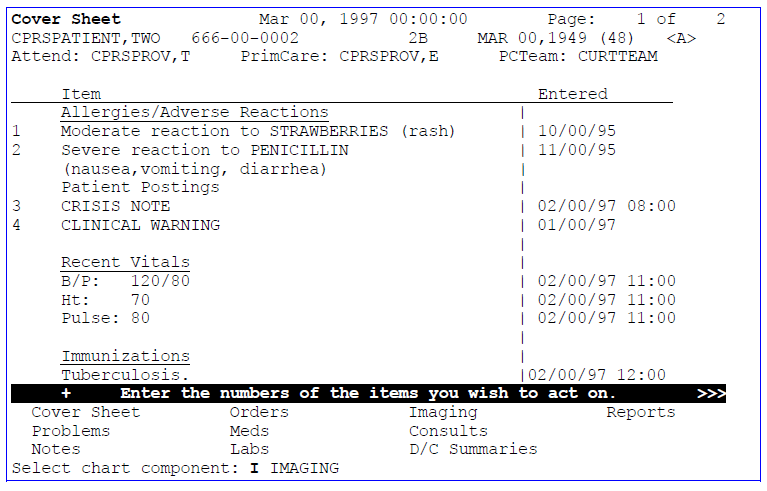 Cover Sheet Mar 00, 1997 00:00:00 Page: 1 of 2
CPRSPATIENT,TWO 666-00-0002 2B MAR 00,1949 (48) <A>
Attend: CPRSPROV,T PrimCare: CPRSPROV,E PCTeam: CURTTEAM
Item Entered
Allergies/Adverse Reactions |
1 Moderate reaction to STRAWBERRIES (rash) | 10/00/95
2 Severe reaction to PENICILLIN | 11/00/95
(nausea,vomiting, diarrhea) |
Patient Postings |
3 CRISIS NOTE | 02/00/97 08:00
4 CLINICAL WARNING | 01/00/97
|
Recent Vitals |
B/P: 120/80 | 02/00/97 11:00
Ht: 70 | 02/00/97 11:00
Pulse: 80 | 02/00/97 11:00
|
Immunizations |
Tuberculosis. |02/00/97 12:00
+ Enter the numbers of the items you wish to act on. >>>
Cover Sheet Orders Imaging Reports
Problems Meds Consults
Notes Labs D/C Summaries
Select chart component: I IMAGING